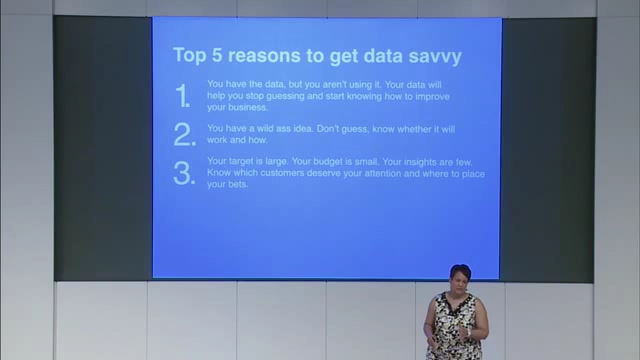 Top 5 reasons to get data savvy
1. You have the data, but you aren't using it. Your data will
help you stop guessing and start knowing how to improve
your business.
2. You have a wild ass idea. Don't guess, know whether it will
work and how.
3. Your target is large. Your budget is small. Your insights are few.
Know which customers deserve your attention and where to place
your bets.